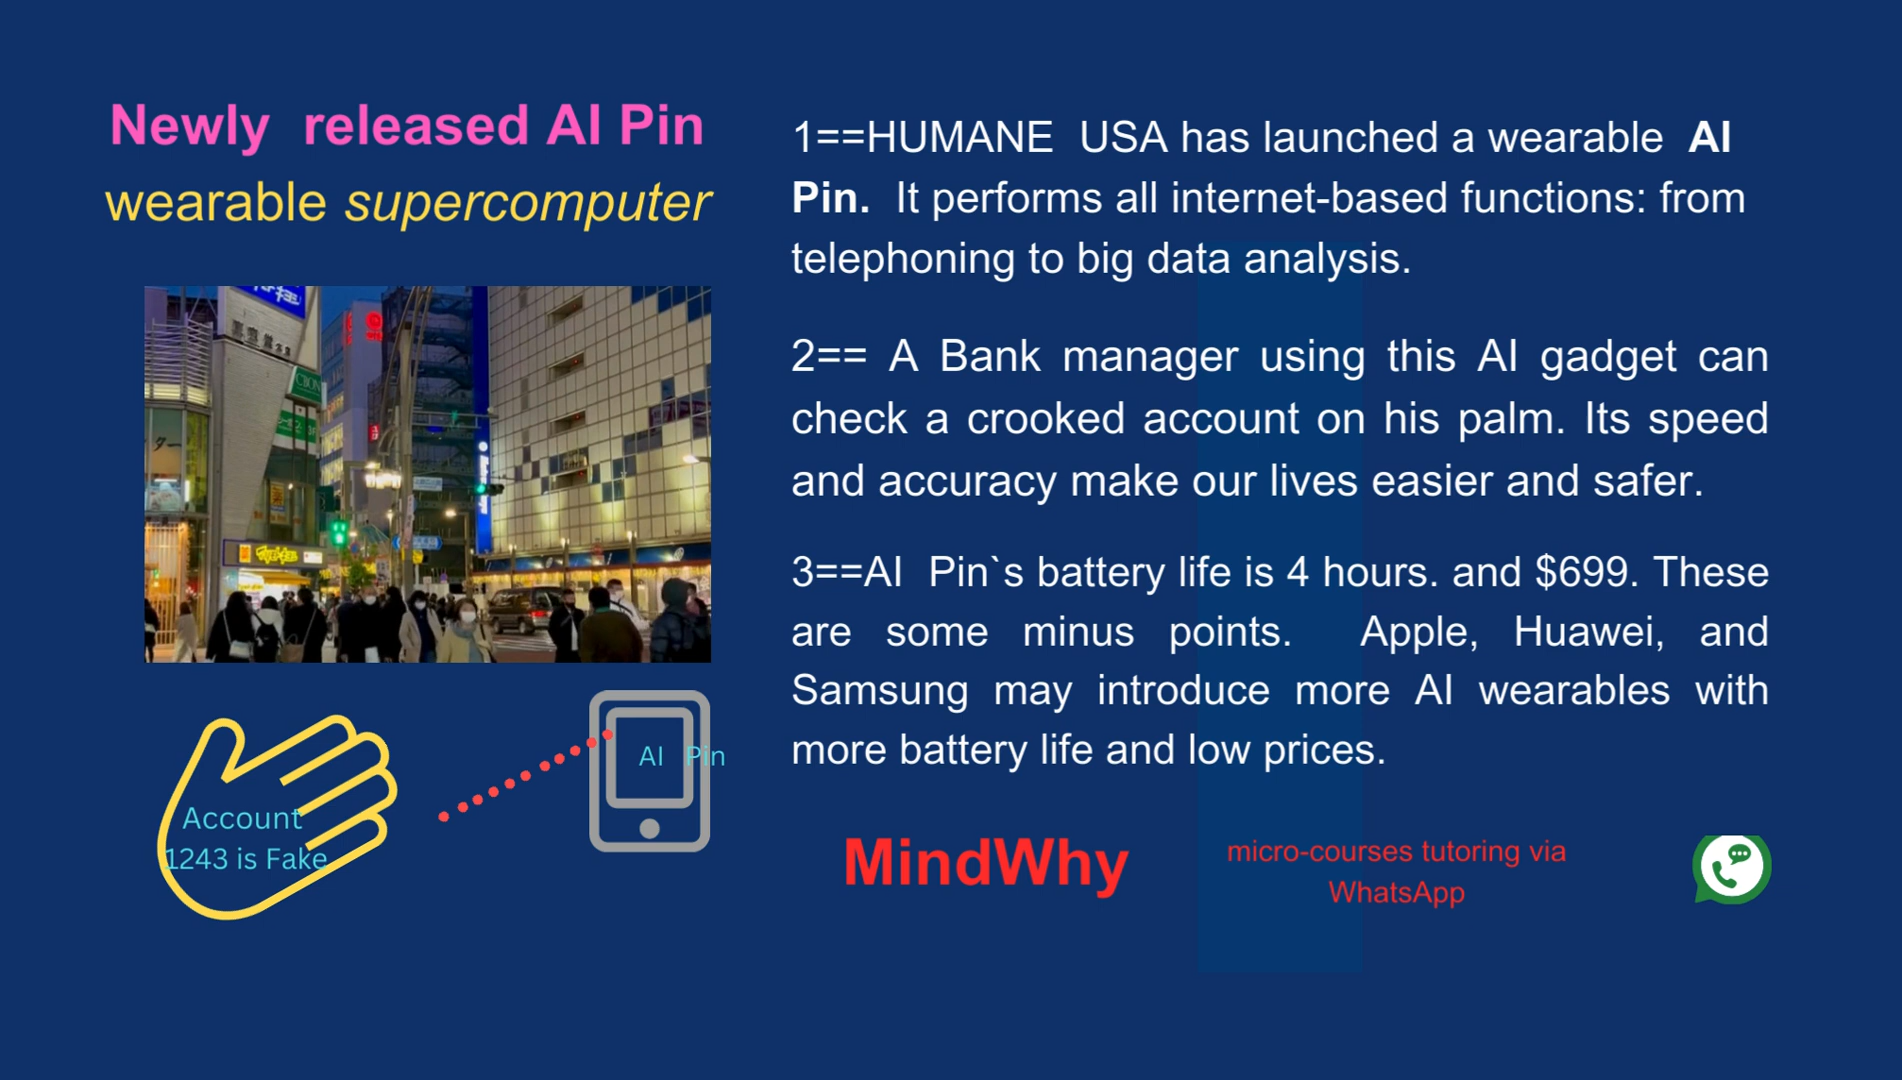 Newly released AI Pin
wearable supercomputer
1==HUMANE USA has launched a wearable AI
Pin. It performs all internet-based functions: from
telephoning to big data analysis.
2== A Bank manager using this AI gadget can
check a crooked account on his palm. Its speed
and accuracy make our lives easier and safer.
3==AI Pin`s battery life is 4 hours. and $699. These
are some minus points. Apple, Huawei, and
Samsung may introduce more AI wearables with
more battery life and low prices.
AI Pin
Account
1243 is Fake
MindWhy
micro-courses tutoring via
WhatsApp